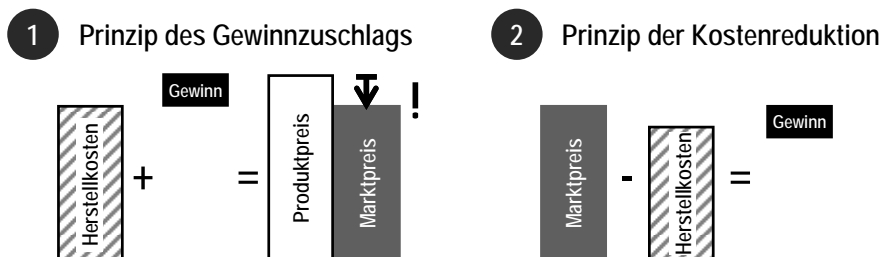 1 Prinzip des Gewinnzuschlags
Herstellkosten
+
Gewinn
=
Produktpreis
Marktpreis
!
2 Prinzip der Kostenreduktion
Marktpreis
-
Herstellkosten
=
Gewinn